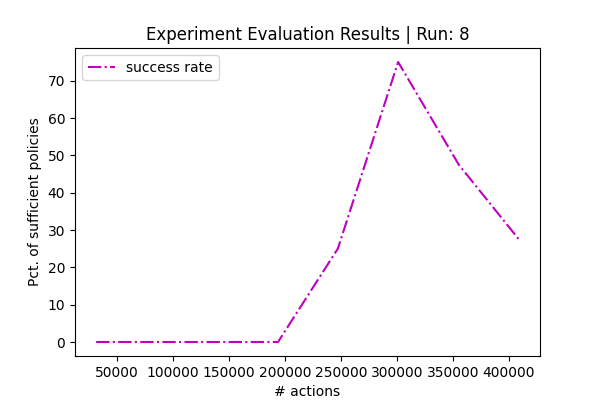 Experiment Evaluation Results | Run: 8
success rate
Pct. of sufficient policies
70
60
50
40
30
20
10
0
50000 100000 150000 200000 250000 300000 350000 400000
# actions